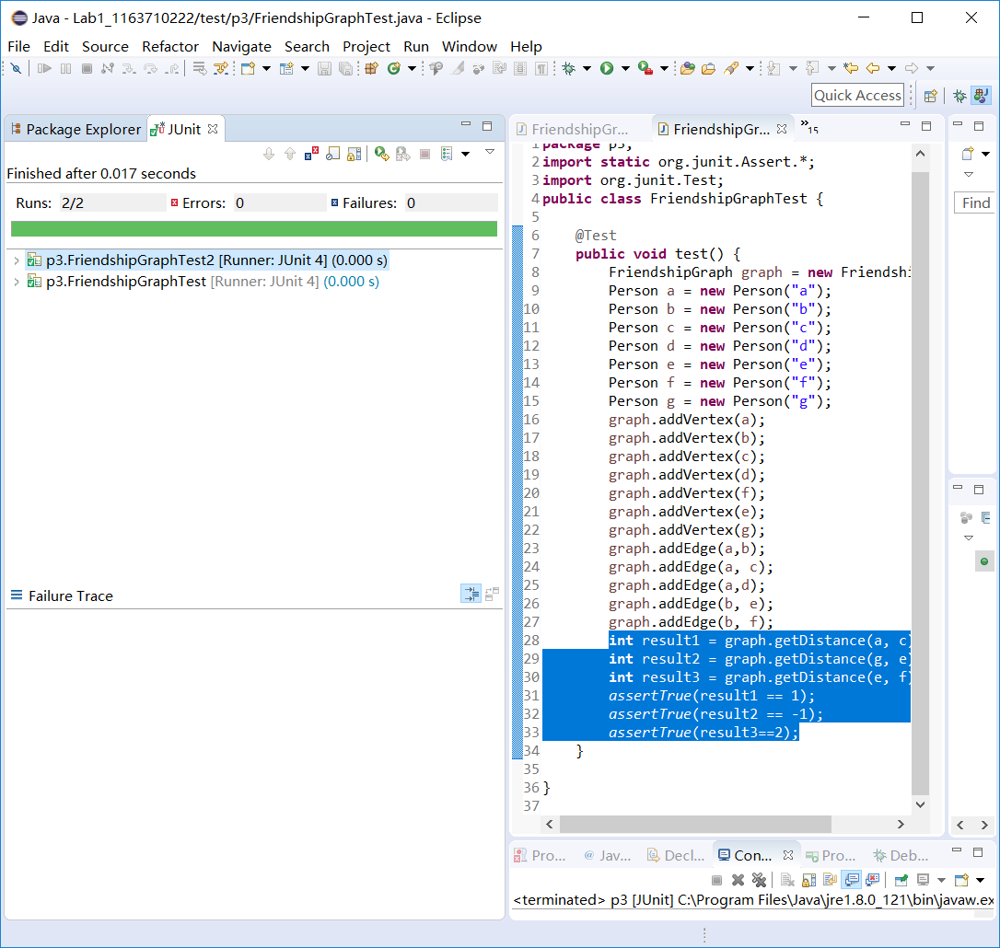 Java - Lab1_1163710222/test/p3/FriendshipGraphTest.java - Eclipse
File Edit Source Refactor Navigate Search Project Run Window Help
Quick Access
Package Explorer JUnit
Finished after 0.017 seconds
Runs: 2/2 Errors: 0 Failures: 0
p3.FriendshipGraphTest2 [Runner: JUnit 4] (0.000 s)
p3.FriendshipGraphTest [Runner: JUnit 4] (0.000 s)
Failure Trace
FriendshipGr... FriendshipGr... »15
1 package p3;
2 import static org.junit.Assert.*;
3 import org.junit.Test;
4 public class FriendshipGraphTest {
5
6 @Test
7 public void test() {
8 FriendshipGraph graph = new Friendshi
9 Person a = new Person("a");
10 Person b = new Person("b");
11 Person c = new Person("c");
12 Person d = new Person("d");
13 Person e = new Person("e");
14 Person f = new Person("f");
15 Person g = new Person("g");
16 graph.addVertex(a);
17 graph.addVertex(b);
18 graph.addVertex(c);
19 graph.addVertex(d);
20 graph.addVertex(f);
21 graph.addVertex(e);
22 graph.addVertex(g);
23 graph.addEdge(a,b);
24 graph.addEdge(a, c);
25 graph.addEdge(a,d);
26 graph.addEdge(b, e);
27 graph.addEdge(b, f);
28 int result1 = graph.getDistance(a, c)
29 int result2 = graph.getDistance(g, e)
30 int result3 = graph.getDistance(e, f)
31 assertTrue(result1 == 1);
32 assertTrue(result2 == -1);
33 assertTrue(result3==2);
34 }
35
36 }
37
Find
Pro... @ Jav... Decl... Con... Pro... Deb...
<terminated> p3 [JUnit] C:\Program Files\Java\jre1.8.0_121\bin\javaw.ex